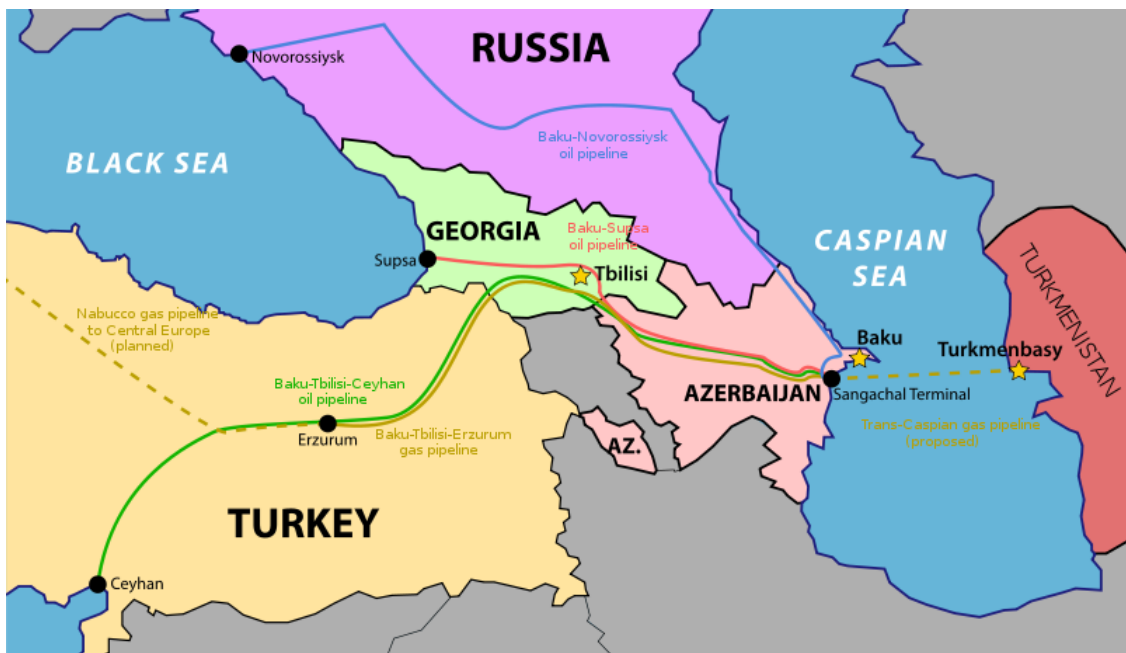 RUSSIA
Novorossiysk
Baku-Novorossiysk
oil pipeline
BLACK SEA
GEORGIA
Baku-Supsa
oil pipeline
Supsa
Tbilisi
CASPIAN
SEA
TURKMENISTAN
Nabucco gas pipeline
to Central Europe
(planned)
Baku
Turkmenbasy
Baku-Tbilisi-Ceyhan
oil pipeline
AZERBAIJAN
Sangachal Terminal
Erzurum
Baku-Tbilisi-Erzurum
gas pipeline
AZ.
Trans-Caspian gas pipeline
(proposed)
TURKEY
Ceyhan